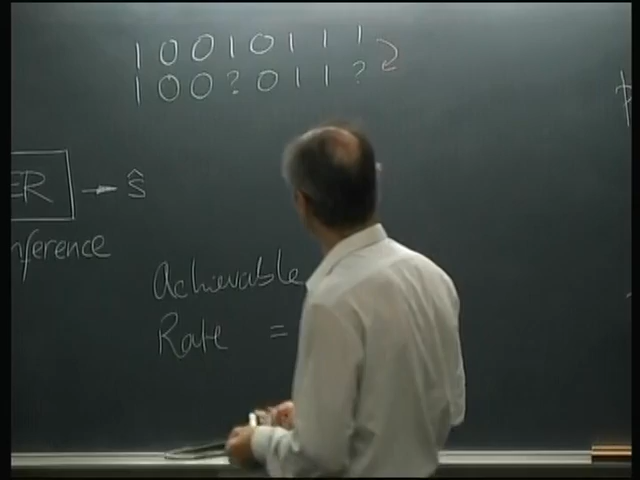 1 0 0 1 0 1 1 1
1 0 0 ? 0 1 1 ?
ER → ŝ
nference
Achievable
Rate =